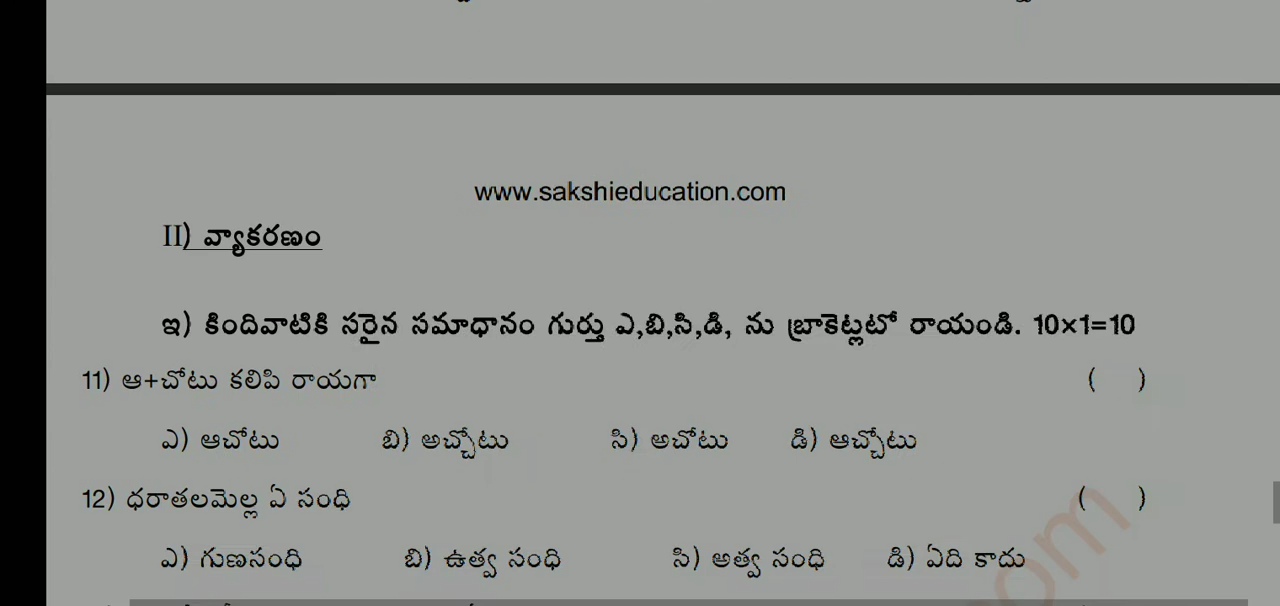 www.sakshieducation.com
II) వ్యాకరణం
ఇ) కిందివాటికి సరైన సమాధానం గుర్తు ఎ,బి,సి,డి, ను బ్రాకెట్లలో రాయండి. 10×1=10
11) ఆ+చోటు కలిపి రాయగా ( )
ఎ) ఆచోటు బి) అచ్చోటు సి) అచోటు డి) ఆచ్చోటు
12) ధరాతలమెల్ల ఏ సంధి ( )
ఎ) గుణసంధి బి) ఉత్వ సంధి సి) అత్వ సంధి డి) ఏది కాదు
om